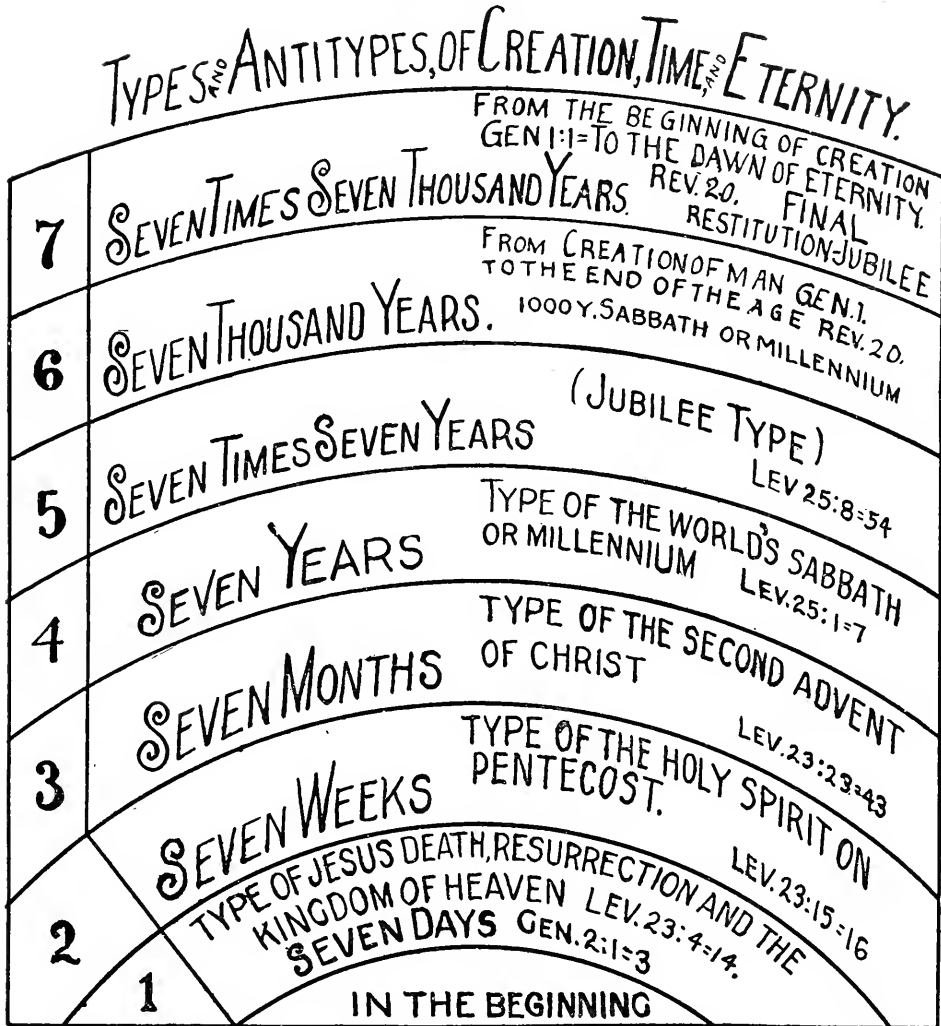 TYPES AND ANTITYPES, OF CREATION, TIME, AND ETERNITY.
7
SEVEN TIMES SEVEN THOUSAND YEARS.
FROM THE BEGINNING OF CREATION
GEN 1:1=TO THE DAWN OF ETERNITY.
REV. 20. FINAL
RESTITUTION-JUBILEE
6
SEVEN THOUSAND YEARS.
FROM CREATION OF MAN GEN. 1.
TO THE END OF THE AGE REV. 20.
1000 Y. SABBATH OR MILLENNIUM
5
SEVEN TIMES SEVEN YEARS
(JUBILEE TYPE)
LEV 25:8=54
4
SEVEN YEARS
TYPE OF THE WORLD'S SABBATH
OR MILLENNIUM LEV. 25:1=7
3
SEVEN MONTHS
TYPE OF THE SECOND ADVENT
OF CHRIST
LEV. 23:23=43
2
SEVEN WEEKS
TYPE OF THE HOLY SPIRIT ON
PENTECOST.
LEV. 23:15=16
1
TYPE OF JESUS DEATH, RESURRECTION AND THE
KINGDOM OF HEAVEN LEV. 23:4=14.
SEVEN DAYS GEN. 2:1=3
IN THE BEGINNING